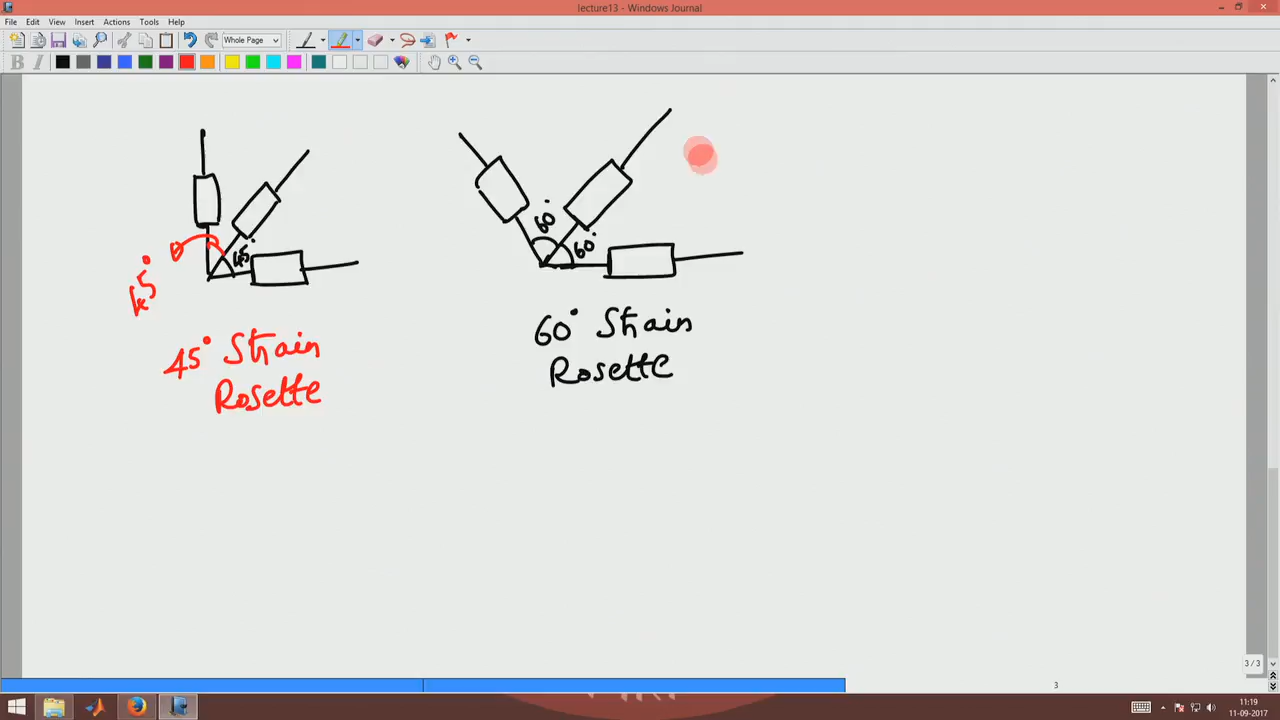 lecture13 - Windows Journal
File Edit View Insert Actions Tools Help
Whole Page
B I
45°
45°
45° Strain
Rosette
60°
60°
60° Strain
Rosette
3 / 3
3
11:19
11-09-2017